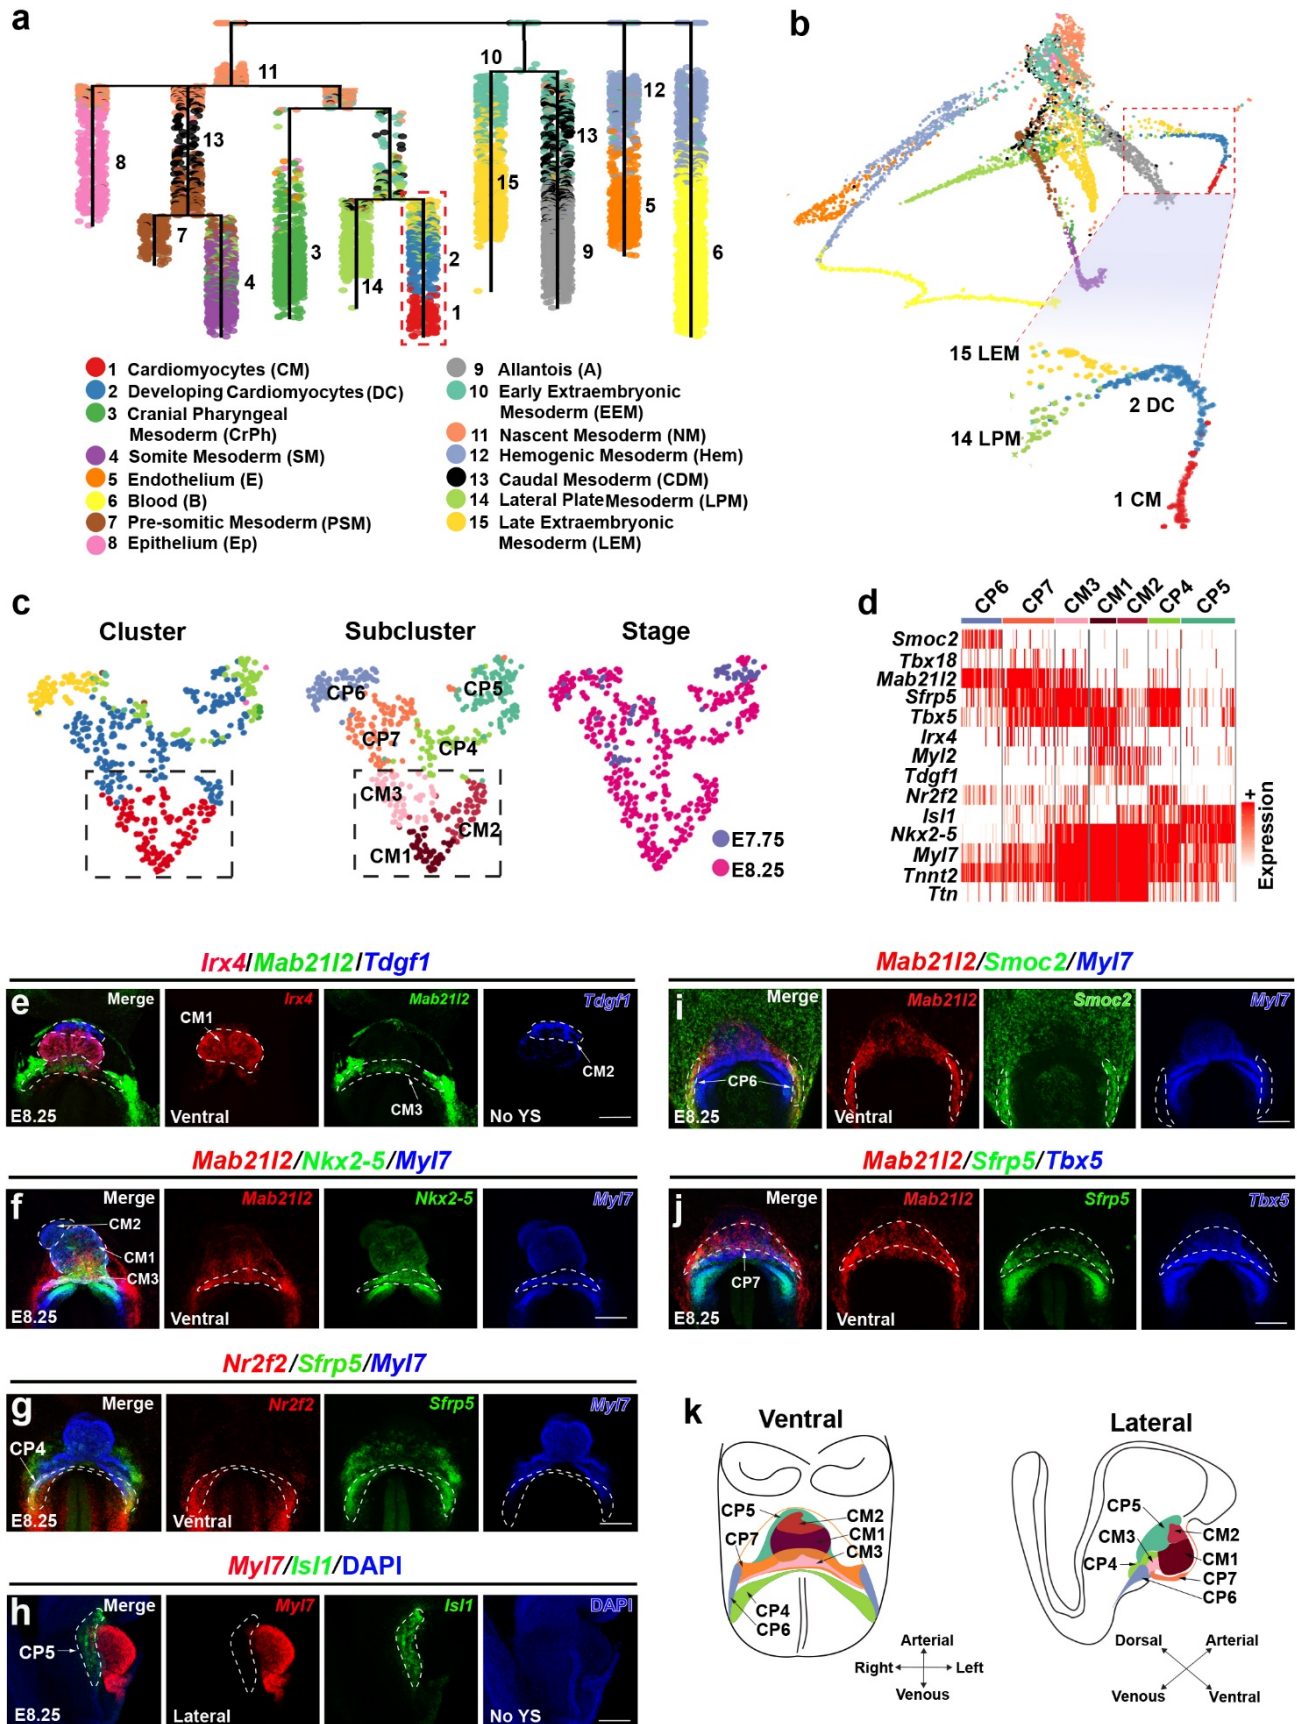 a
11
8
13
7
4
3
14
2
1
10
15
13
9
12
5
6
1 Cardiomyocytes (CM)
2 Developing Cardiomyocytes (DC)
3 Cranial Pharyngeal
Mesoderm (CrPh)
4 Somite Mesoderm (SM)
5 Endothelium (E)
6 Blood (B)
7 Pre-somitic Mesoderm (PSM)
8 Epithelium (Ep)
9 Allantois (A)
10 Early Extraembryonic
Mesoderm (EEM)
11 Nascent Mesoderm (NM)
12 Hemogenic Mesoderm (Hem)
13 Caudal Mesoderm (CDM)
14 Lateral Plate Mesoderm (LPM)
15 Late Extraembryonic
Mesoderm (LEM)
b
15 LEM
2 DC
14 LPM
1 CM
c
Cluster
Subcluster
Stage
CP6
CP5
CP7
CP4
CM3
CM2
CM1
E7.75
E8.25
d
CP6
CP7
CM3
CM1
CM2
CP4
CP5
Smoc2
Tbx18
Mab21l2
Sfrp5
Tbx5
Irx4
Myl2
Tdgf1
Nr2f2
Isl1
Nkx2-5
Myl7
Tnnt2
Ttn
+
Expression
Irx4/Mab21l2/Tdgf1
e
Merge
E8.25
Irx4
CM1
Ventral
Mab21l2
CM3
Tdgf1
CM2
No YS
Mab21l2/Nkx2-5/Myl7
f
Merge
CM2
CM1
CM3
E8.25
Mab21l2
Ventral
Nkx2-5
Myl7
Nr2f2/Sfrp5/Myl7
g
Merge
CP4
E8.25
Nr2f2
Ventral
Sfrp5
Myl7
Myl7/Isl1/DAPI
h
Merge
CP5
E8.25
Myl7
Lateral
Isl1
DAPI
No YS
Mab21l2/Smoc2/Myl7
i
Merge
CP6
E8.25
Mab21l2
Ventral
Smoc2
Myl7
Mab21l2/Sfrp5/Tbx5
j
Merge
CP7
E8.25
Mab21l2
Ventral
Sfrp5
Tbx5
k
Ventral
CP5
CM2
CM1
CP7
CM3
CP4
CP6
Arterial
Right
Left
Venous
Lateral
CP5
CM3
CM2
CP4
CM1
CP7
CP6
Dorsal
Arterial
Venous
Ventral